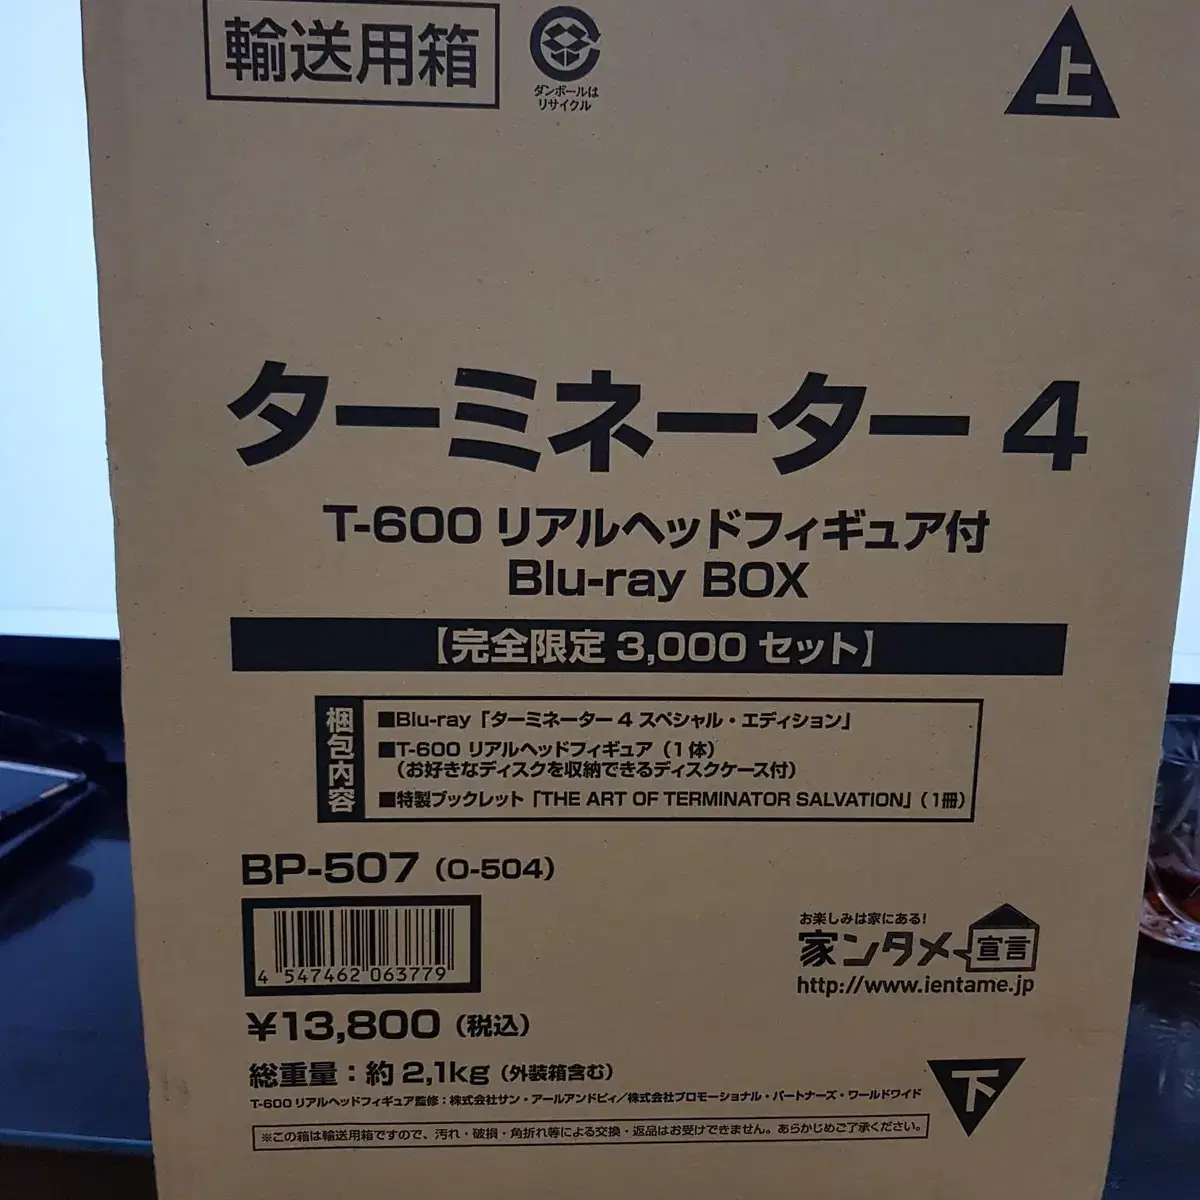 輸送用箱
ダンボールは
リサイクル
上
ターミネーター 4
T-600 リアルヘッドフィギュア付
Blu-ray BOX
【完全限定 3,000 セット】
梱包内容
■Blu-ray「ターミネーター 4 スペシャル・エディション」
■T-600 リアルヘッドフィギュア（1体）
（お好きなディスクを収納できるディスクケース付）
■特製ブックレット「THE ART OF TERMINATOR SALVATION」（1冊）
BP-507（O-504）
4 547462 063779
お楽しみは家にある!
家ンタメ宣言
http://www.ientame.jp
¥13,800（税込）
総重量：約 2,1kg（外装箱含む）
下
T-600 リアルヘッドフィギュア監修：株式会社サン・アールアンドピィ／株式会社プロモーショナル・パートナーズ・ワールドワイド
※この箱は輸送用箱ですので、汚れ・破損・角折れ等による交換・返品はお受けできません。あらかじめご了承ください。